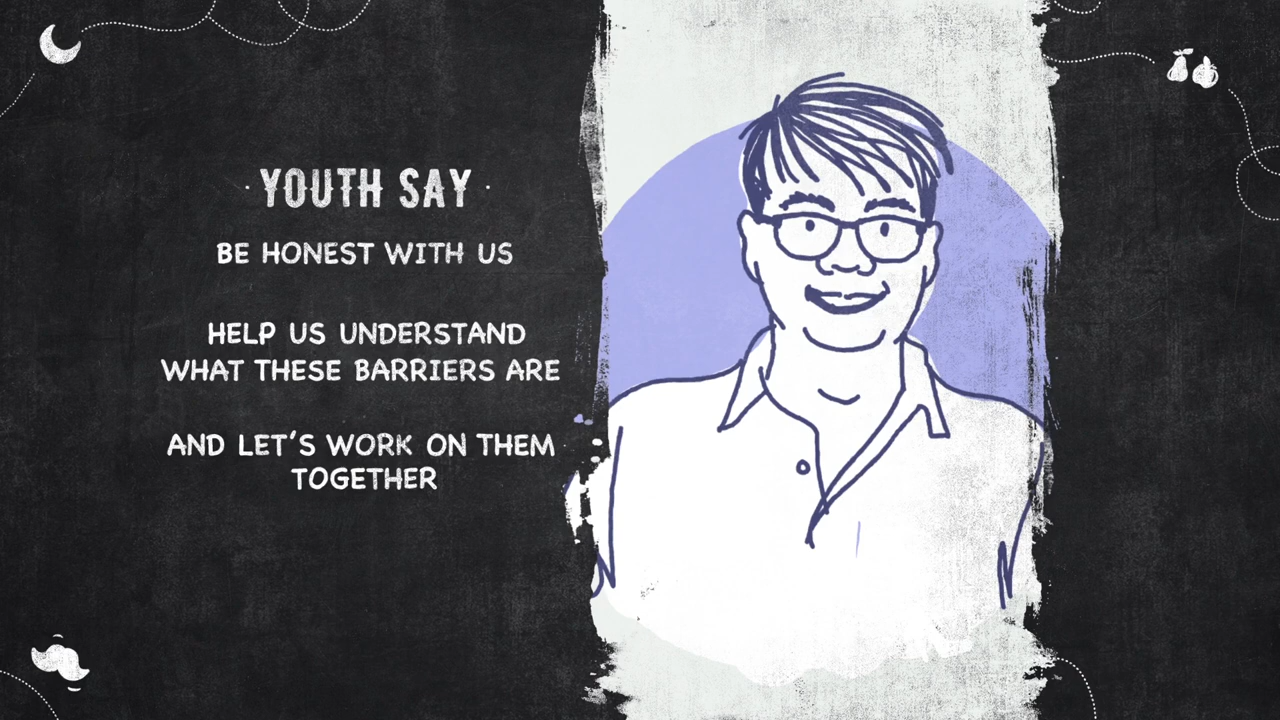 · YOUTH SAY ·
BE HONEST WITH US
HELP US UNDERSTAND
WHAT THESE BARRIERS ARE
AND LET'S WORK ON THEM
TOGETHER